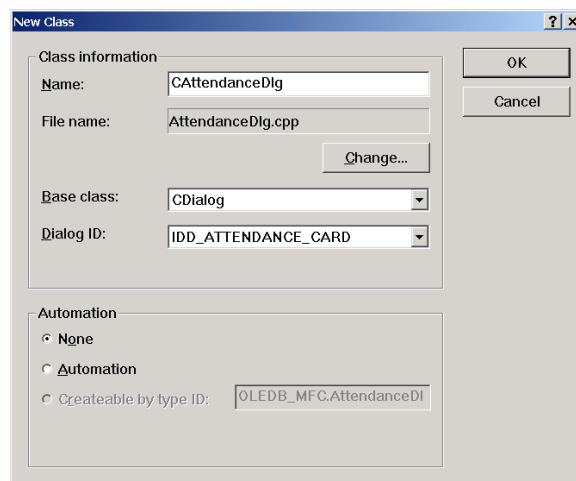 New Class
Class information
Name:
CAttendanceDlg
OK
File name:
AttendanceDlg.cpp
Cancel
Change...
Base class:
CDialog
Dialog ID:
IDD_ATTENDANCE_CARD
Automation
None
Automation
Createable by type ID:
OLEDB_MFC.AttendanceDl